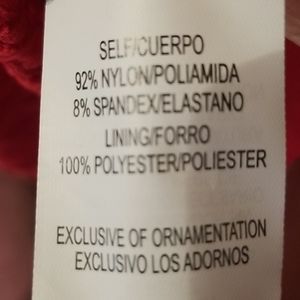 SELF/CUERPO
92% NYLON/POLIAMIDA
8% SPANDEX/ELASTANO
LINING/FORRO
100% POLYESTER/POLIESTER
EXCLUSIVE OF ORNAMENTATION
EXCLUSIVO LOS ADORNOS